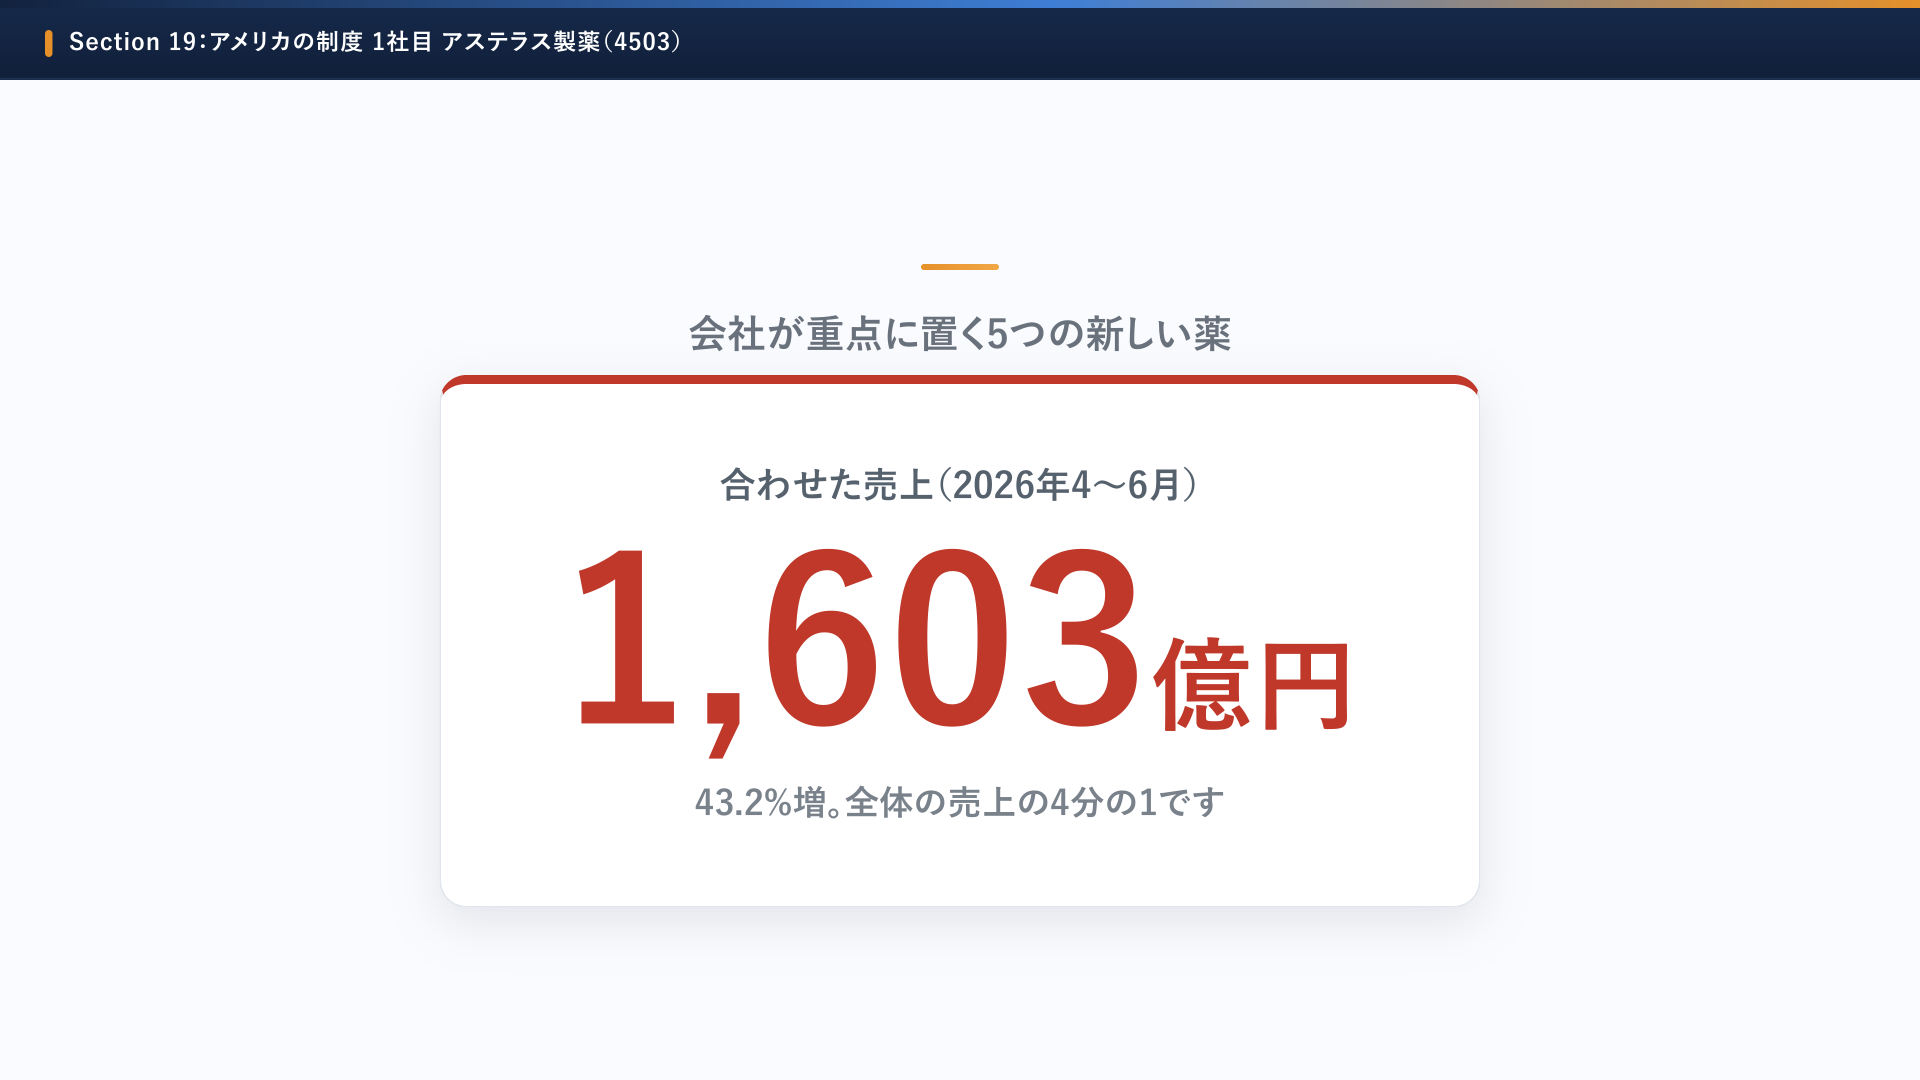 Section 19：アメリカの制度 1社目 アステラス製薬（4503）
会社が重点に置く5つの新しい薬
合わせた売上（2026年4〜6月）
1,603億円
43.2%増。全体の売上の4分の1です